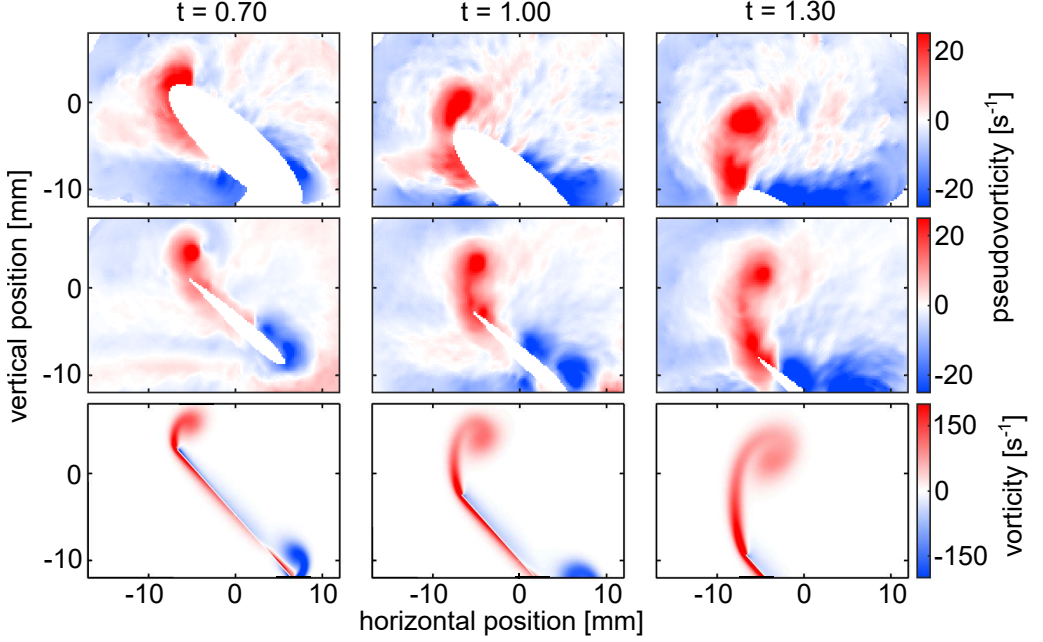 t = 0.70 t = 1.00 t = 1.30
0
-10
20
0
-20
pseudovorticity [s-1]
0
-10
20
0
-20
pseudovorticity [s-1]
vertical position [mm]
0
-10
150
0
-150
vorticity [s-1]
-10 0 10 -10 0 10 -10 0 10
horizontal position [mm]